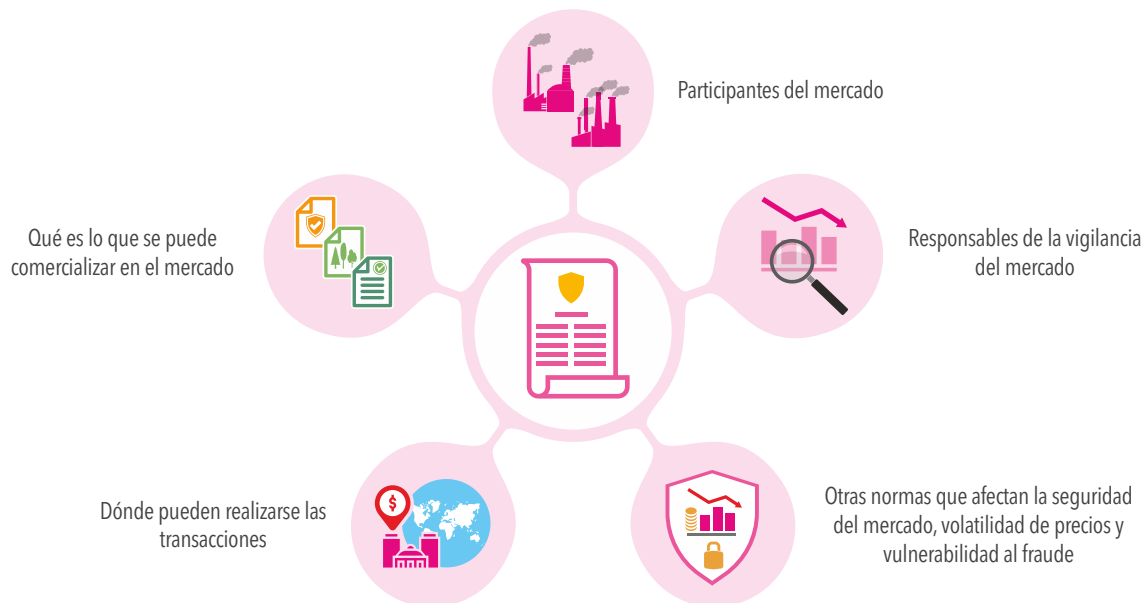 Participantes del mercado
Qué es lo que se puede
comercializar en el mercado
Responsables de la vigilancia
del mercado
$
Dónde pueden realizarse las
transacciones
Otras normas que afectan la seguridad
del mercado, volatilidad de precios y
vulnerabilidad al fraude